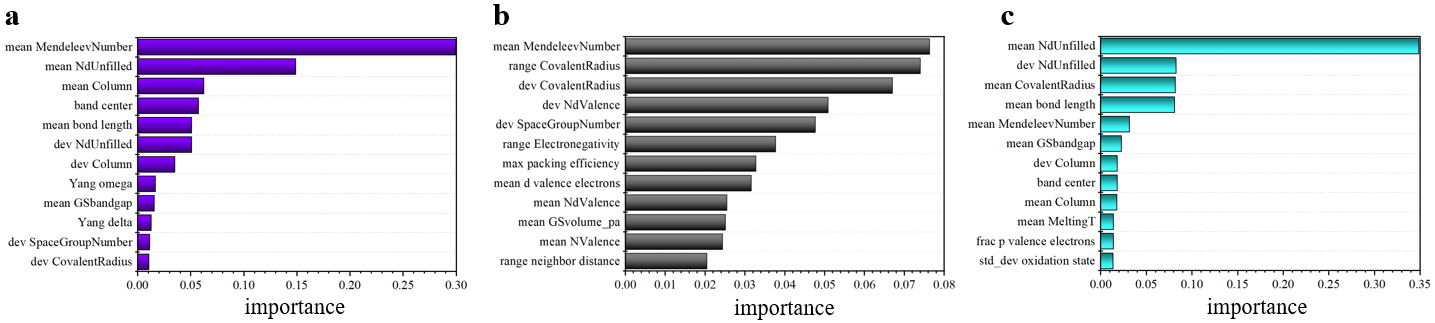 a
mean MendeleevNumber
mean NdUnfilled
mean Column
band center
mean bond length
dev NdUnfilled
dev Column
Yang omega
mean GSbandgap
Yang delta
dev SpaceGroupNumber
dev CovalentRadius
0.00 0.05 0.10 0.15 0.20 0.25 0.30
importance
b
mean MendeleevNumber
range CovalentRadius
dev CovalentRadius
dev NdValence
dev SpaceGroupNumber
range Electronegativity
max packing efficiency
mean d valence electrons
mean NdValence
mean GSvolume_pa
mean NValence
range neighbor distance
0.00 0.01 0.02 0.03 0.04 0.05 0.06 0.07 0.08
importance
c
mean NdUnfilled
dev NdUnfilled
mean CovalentRadius
mean bond length
mean MendeleevNumber
mean GSbandgap
dev Column
band center
mean Column
mean MeltingT
frac p valence electrons
std_dev oxidation state
0.00 0.05 0.10 0.15 0.20 0.25 0.30 0.35
importance